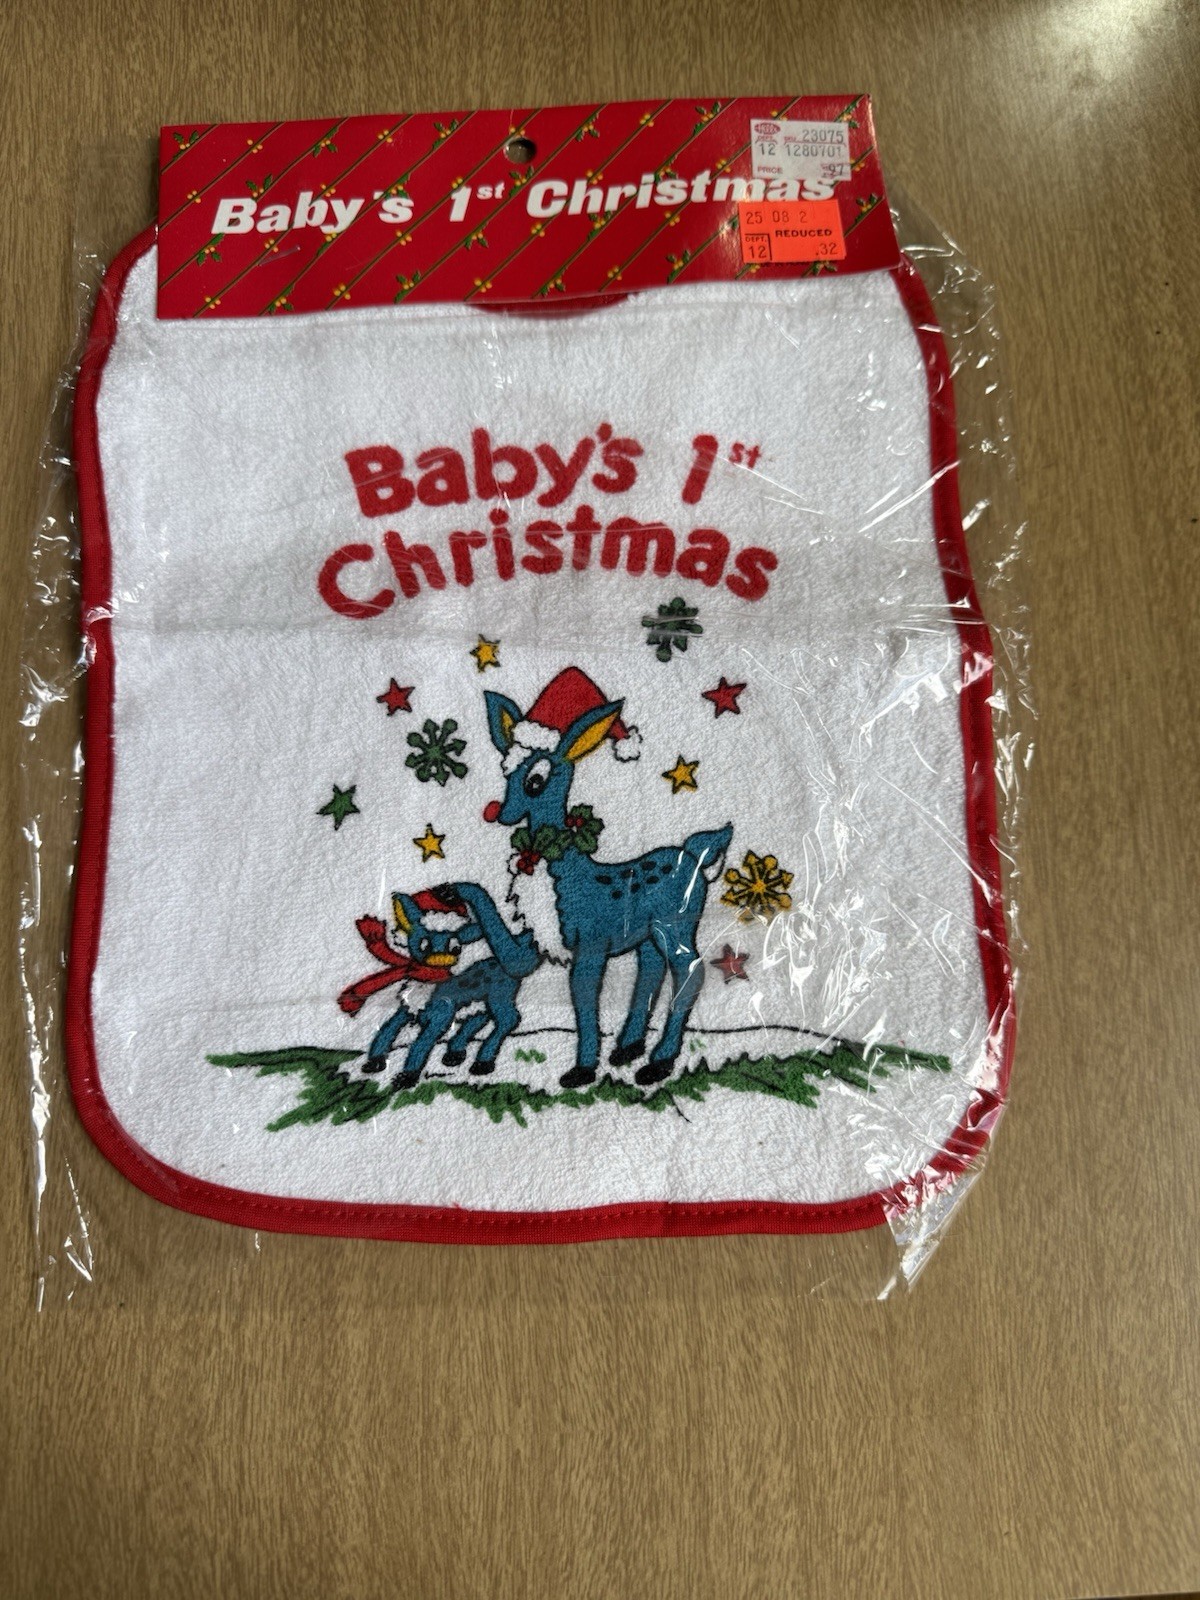 Baby's 1st Christmas
23075
12 1280701
PRICE .97
25 08 2
REDUCED
DEPT.
12 .32
Baby's 1st
Christmas